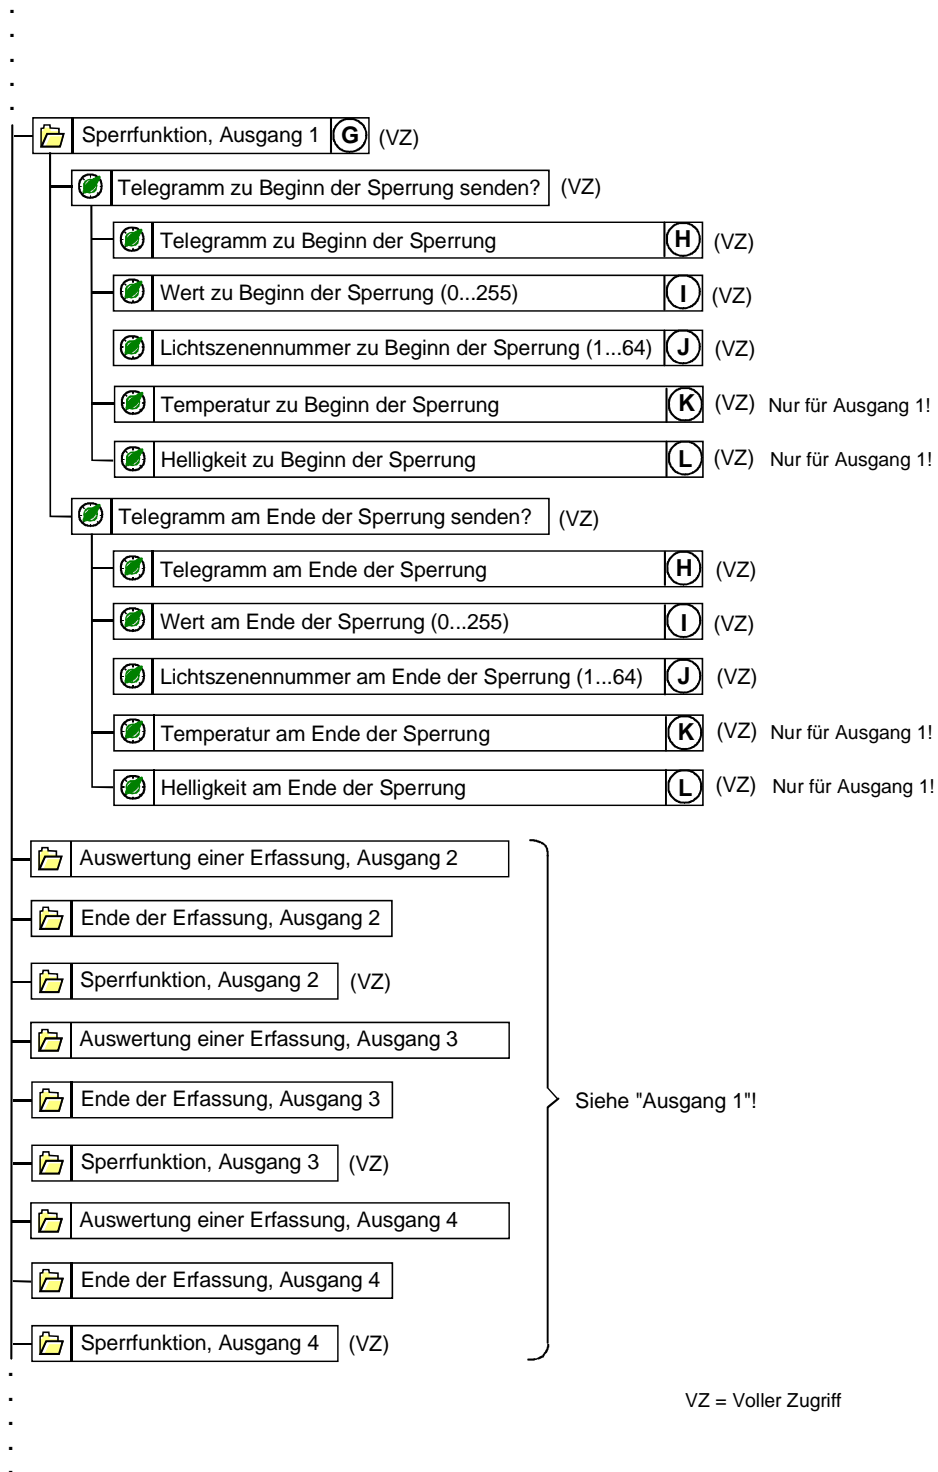 Sperrfunktion, Ausgang 1 G (VZ)
Telegramm zu Beginn der Sperrung senden? (VZ)
Telegramm zu Beginn der Sperrung H (VZ)
Wert zu Beginn der Sperrung (0...255) I (VZ)
Lichtszenennummer zu Beginn der Sperrung (1...64) J (VZ)
Temperatur zu Beginn der Sperrung K (VZ) Nur für Ausgang 1!
Helligkeit zu Beginn der Sperrung L (VZ) Nur für Ausgang 1!
Telegramm am Ende der Sperrung senden? (VZ)
Telegramm am Ende der Sperrung H (VZ)
Wert am Ende der Sperrung (0...255) I (VZ)
Lichtszenennummer am Ende der Sperrung (1...64) J (VZ)
Temperatur am Ende der Sperrung K (VZ) Nur für Ausgang 1!
Helligkeit am Ende der Sperrung L (VZ) Nur für Ausgang 1!
Auswertung einer Erfassung, Ausgang 2
Ende der Erfassung, Ausgang 2
Sperrfunktion, Ausgang 2 (VZ)
Auswertung einer Erfassung, Ausgang 3
Ende der Erfassung, Ausgang 3
Siehe "Ausgang 1"!
Sperrfunktion, Ausgang 3 (VZ)
Auswertung einer Erfassung, Ausgang 4
Ende der Erfassung, Ausgang 4
Sperrfunktion, Ausgang 4 (VZ)
VZ = Voller Zugriff